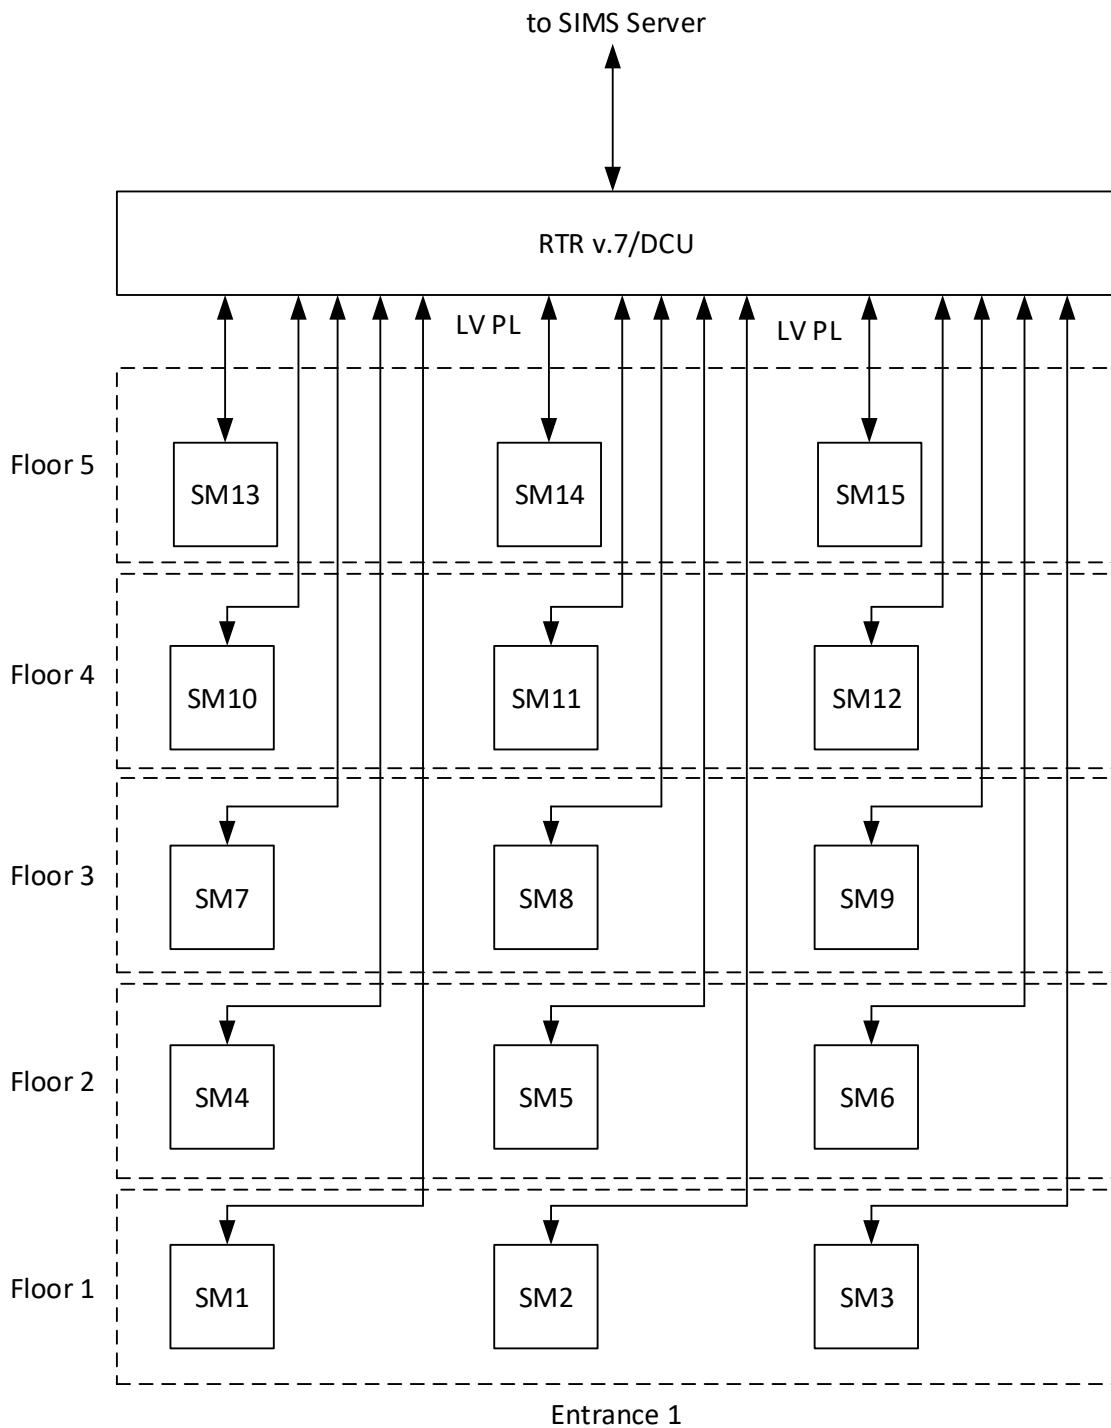 to SIMS Server
RTR v.7/DCU
LV PL
LV PL
Floor 5
SM13
SM14
SM15
Floor 4
SM10
SM11
SM12
Floor 3
SM7
SM8
SM9
Floor 2
SM4
SM5
SM6
Floor 1
SM1
SM2
SM3
Entrance 1